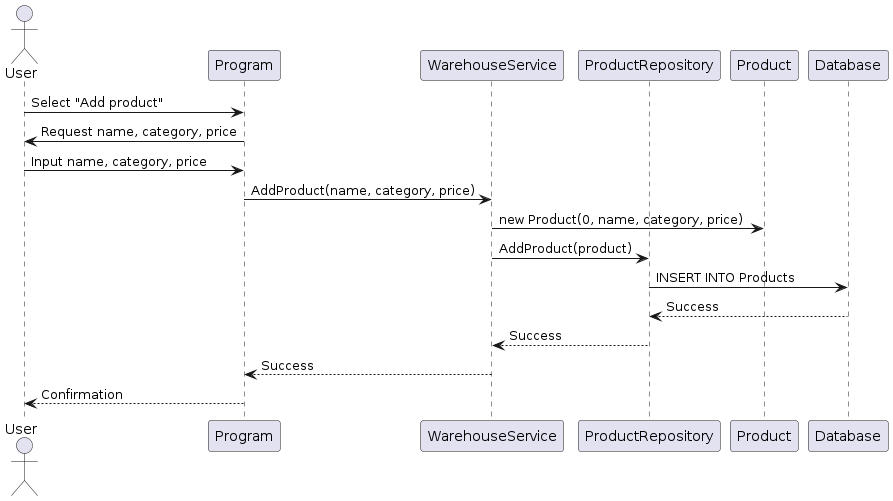 User
Program
WarehouseService
ProductRepository
Product
Database
Select "Add product"
Request name, category, price
Input name, category, price
AddProduct(name, category, price)
new Product(0, name, category, price)
AddProduct(product)
INSERT INTO Products
Success
Success
Success
Confirmation
User
Program
WarehouseService
ProductRepository
Product
Database